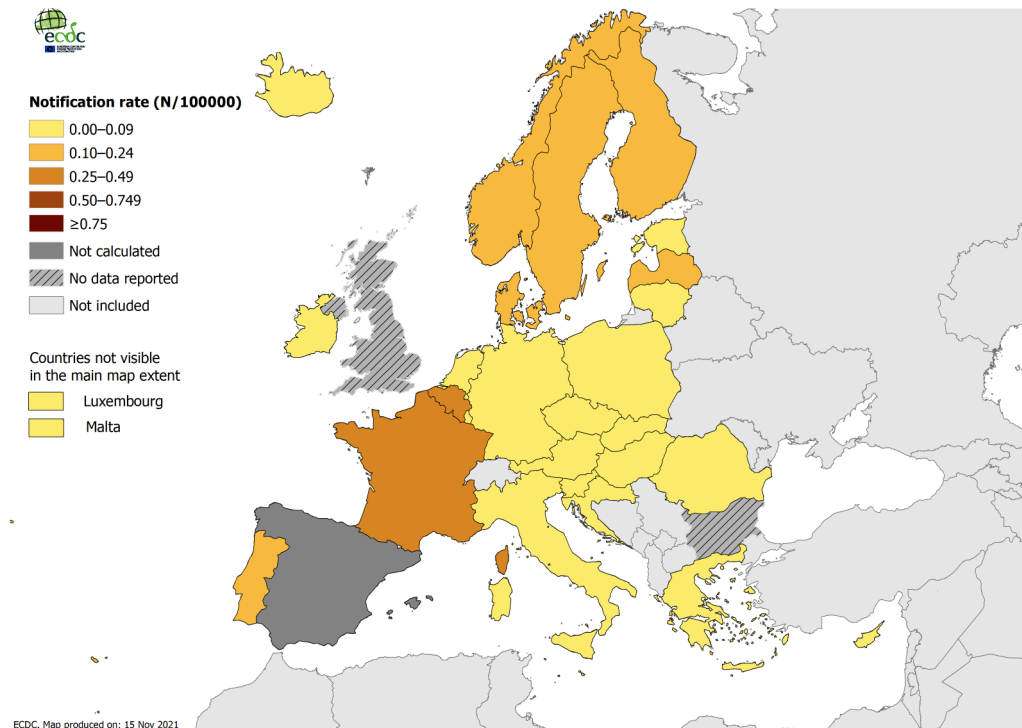 ecdc
Notification rate (N/100000)
0.00–0.09
0.10–0.24
0.25–0.49
0.50–0.749
≥0.75
Not calculated
No data reported
Not included
Countries not visible
in the main map extent
Luxembourg
Malta
ECDC. Map produced on: 15 Nov 2021